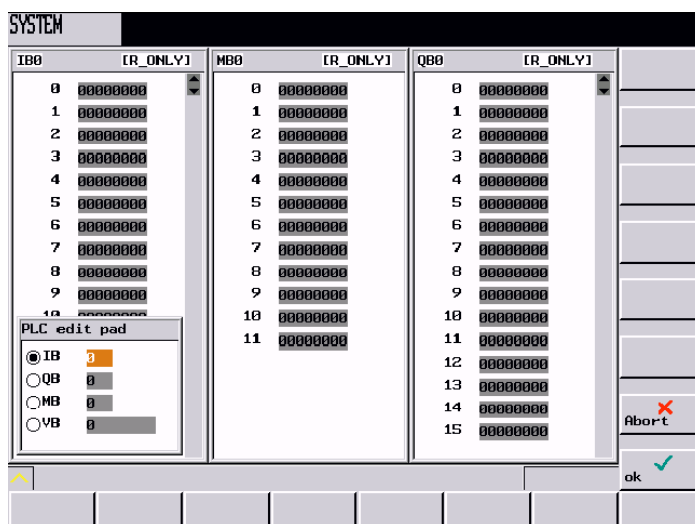 SYSTEM
IB0 [R_ONLY] MB0 [R_ONLY] QB0 [R_ONLY]
0 00000000 0 00000000 0 00000000
1 00000000 1 00000000 1 00000000
2 00000000 2 00000000 2 00000000
3 00000000 3 00000000 3 00000000
4 00000000 4 00000000 4 00000000
5 00000000 5 00000000 5 00000000
6 00000000 6 00000000 6 00000000
7 00000000 7 00000000 7 00000000
8 00000000 8 00000000 8 00000000
9 00000000 9 00000000 9 00000000
10 00000000 10 00000000 10 00000000
PLC edit pad 11 00000000 11 00000000
IB 0 12 00000000
QB 0 13 00000000
MB 0 14 00000000 Abort
VB 0 15 00000000
ok